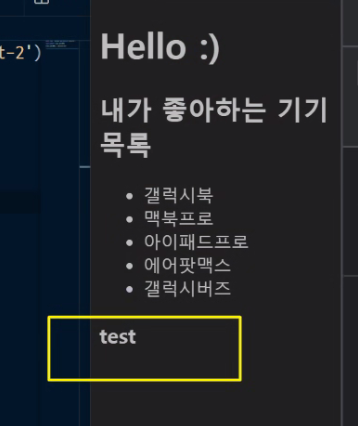 t-2')
Hello :)
내가 좋아하는 기기
목록
갤럭시북
맥북프로
아이패드프로
에어팟맥스
갤럭시버즈
test